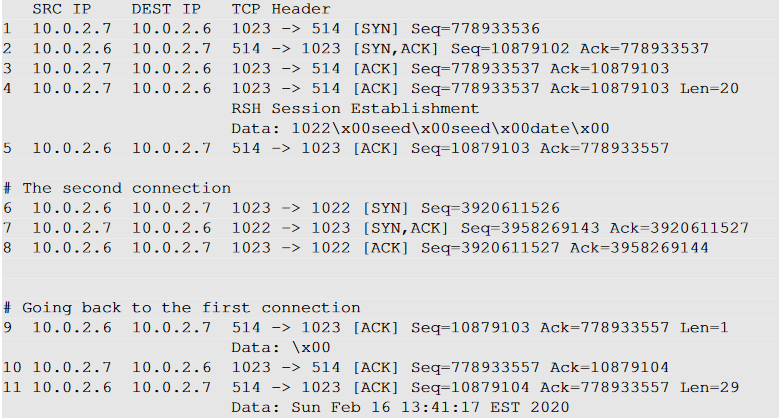 SRC IP DEST IP TCP Header
1 10.0.2.7 10.0.2.6 1023 -> 514 [SYN] Seq=778933536
2 10.0.2.6 10.0.2.7 514 -> 1023 [SYN,ACK] Seq=10879102 Ack=778933537
3 10.0.2.7 10.0.2.6 1023 -> 514 [ACK] Seq=778933537 Ack=10879103
4 10.0.2.7 10.0.2.6 1023 -> 514 [ACK] Seq=778933537 Ack=10879103 Len=20
RSH Session Establishment
Data: 1022\x00seed\x00seed\x00date\x00
5 10.0.2.6 10.0.2.7 514 -> 1023 [ACK] Seq=10879103 Ack=778933557
# The second connection
6 10.0.2.6 10.0.2.7 1023 -> 1022 [SYN] Seq=3920611526
7 10.0.2.7 10.0.2.6 1022 -> 1023 [SYN,ACK] Seq=3958269143 Ack=3920611527
8 10.0.2.6 10.0.2.7 1023 -> 1022 [ACK] Seq=3920611527 Ack=3958269144
# Going back to the first connection
9 10.0.2.6 10.0.2.7 514 -> 1023 [ACK] Seq=10879103 Ack=778933557 Len=1
Data: \x00
10 10.0.2.7 10.0.2.6 1023 -> 514 [ACK] Seq=778933557 Ack=10879104
11 10.0.2.6 10.0.2.7 514 -> 1023 [ACK] Seq=10879104 Ack=778933557 Len=29
Data: Sun Feb 16 13:41:17 EST 2020